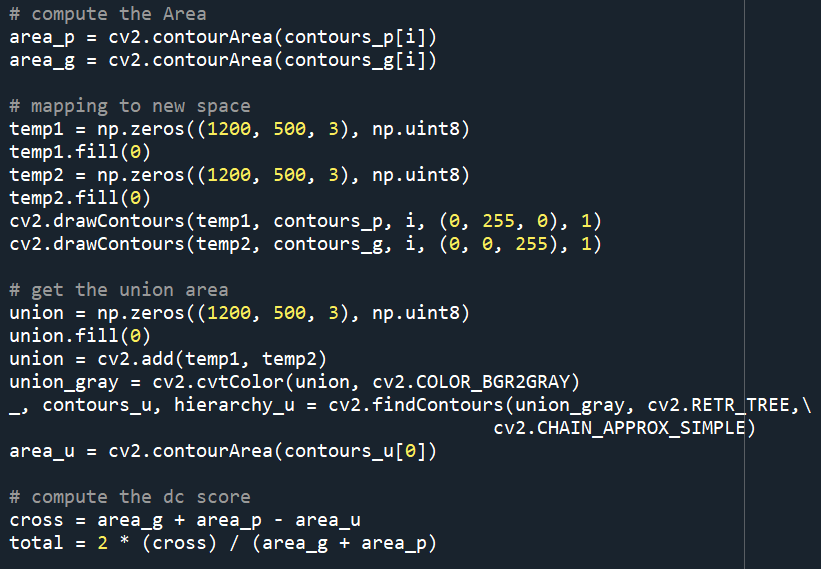 # compute the Area
area_p = cv2.contourArea(contours_p[i])
area_g = cv2.contourArea(contours_g[i])

# mapping to new space
temp1 = np.zeros((1200, 500, 3), np.uint8)
temp1.fill(0)
temp2 = np.zeros((1200, 500, 3), np.uint8)
temp2.fill(0)
cv2.drawContours(temp1, contours_p, i, (0, 255, 0), 1)
cv2.drawContours(temp2, contours_g, i, (0, 0, 255), 1)

# get the union area
union = np.zeros((1200, 500, 3), np.uint8)
union.fill(0)
union = cv2.add(temp1, temp2)
union_gray = cv2.cvtColor(union, cv2.COLOR_BGR2GRAY)
_, contours_u, hierarchy_u = cv2.findContours(union_gray, cv2.RETR_TREE,\
                                            cv2.CHAIN_APPROX_SIMPLE)
area_u = cv2.contourArea(contours_u[0])

# compute the dc score
cross = area_g + area_p - area_u
total = 2 * (cross) / (area_g + area_p)